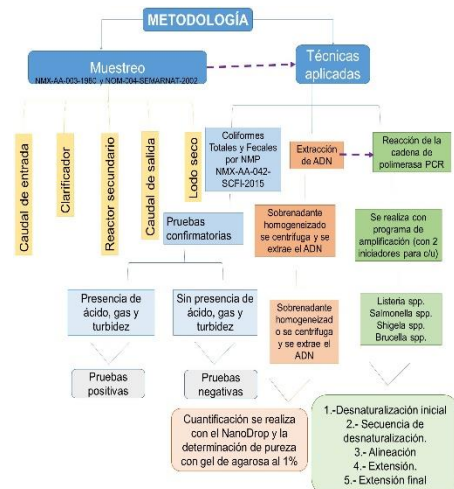 METODOLOGÍA
Muestreo
NMX-AA-003-1980 y NOM-004-SEMARNAT-2002
Técnicas
aplicadas
Caudal de entrada
Clarificador
Reactor secundario
Caudal de salida
Lodo seco
Coliformes
Totales y Fecales
por NMP
NMX-AA-042-
SCFI-2015
Extracción
de ADN
Reacción de la
cadena de
polimerasa PCR
Pruebas
confirmatorias
Sobrenadante
homogeneizado
se centrifuga y se
extrae el ADN
Se realiza con
programa de
amplificación (con 2
iniciadores para c/u)
Presencia de
ácido, gas y
turbidez
Sin presencia de
ácido, gas y
turbidez
Sobrenadante
homogeneizad
o se centrifuga
y se extrae el
ADN
Listeria spp.
Salmonella spp.
Shigela spp.
Brucella spp.
Pruebas
positivas
Pruebas
negativas
Cuantificación se realiza
con el NanoDrop y la
determinación de pureza
con gel de agarosa al 1%
1.-Desnaturalización inicial
2.- Secuencia de
desnaturalización.
3.- Alineación
4.- Extensión.
5.- Extensión final